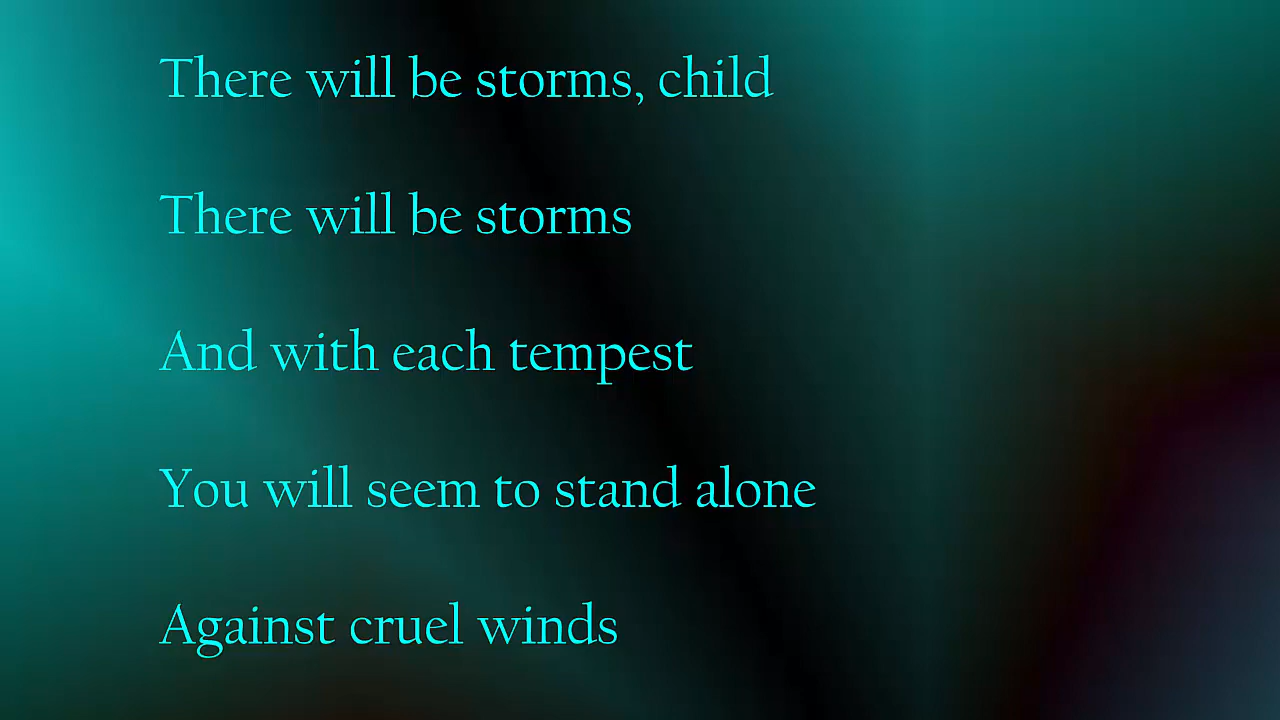 There will be storms, child
There will be storms
And with each tempest
You will seem to stand alone
Against cruel winds